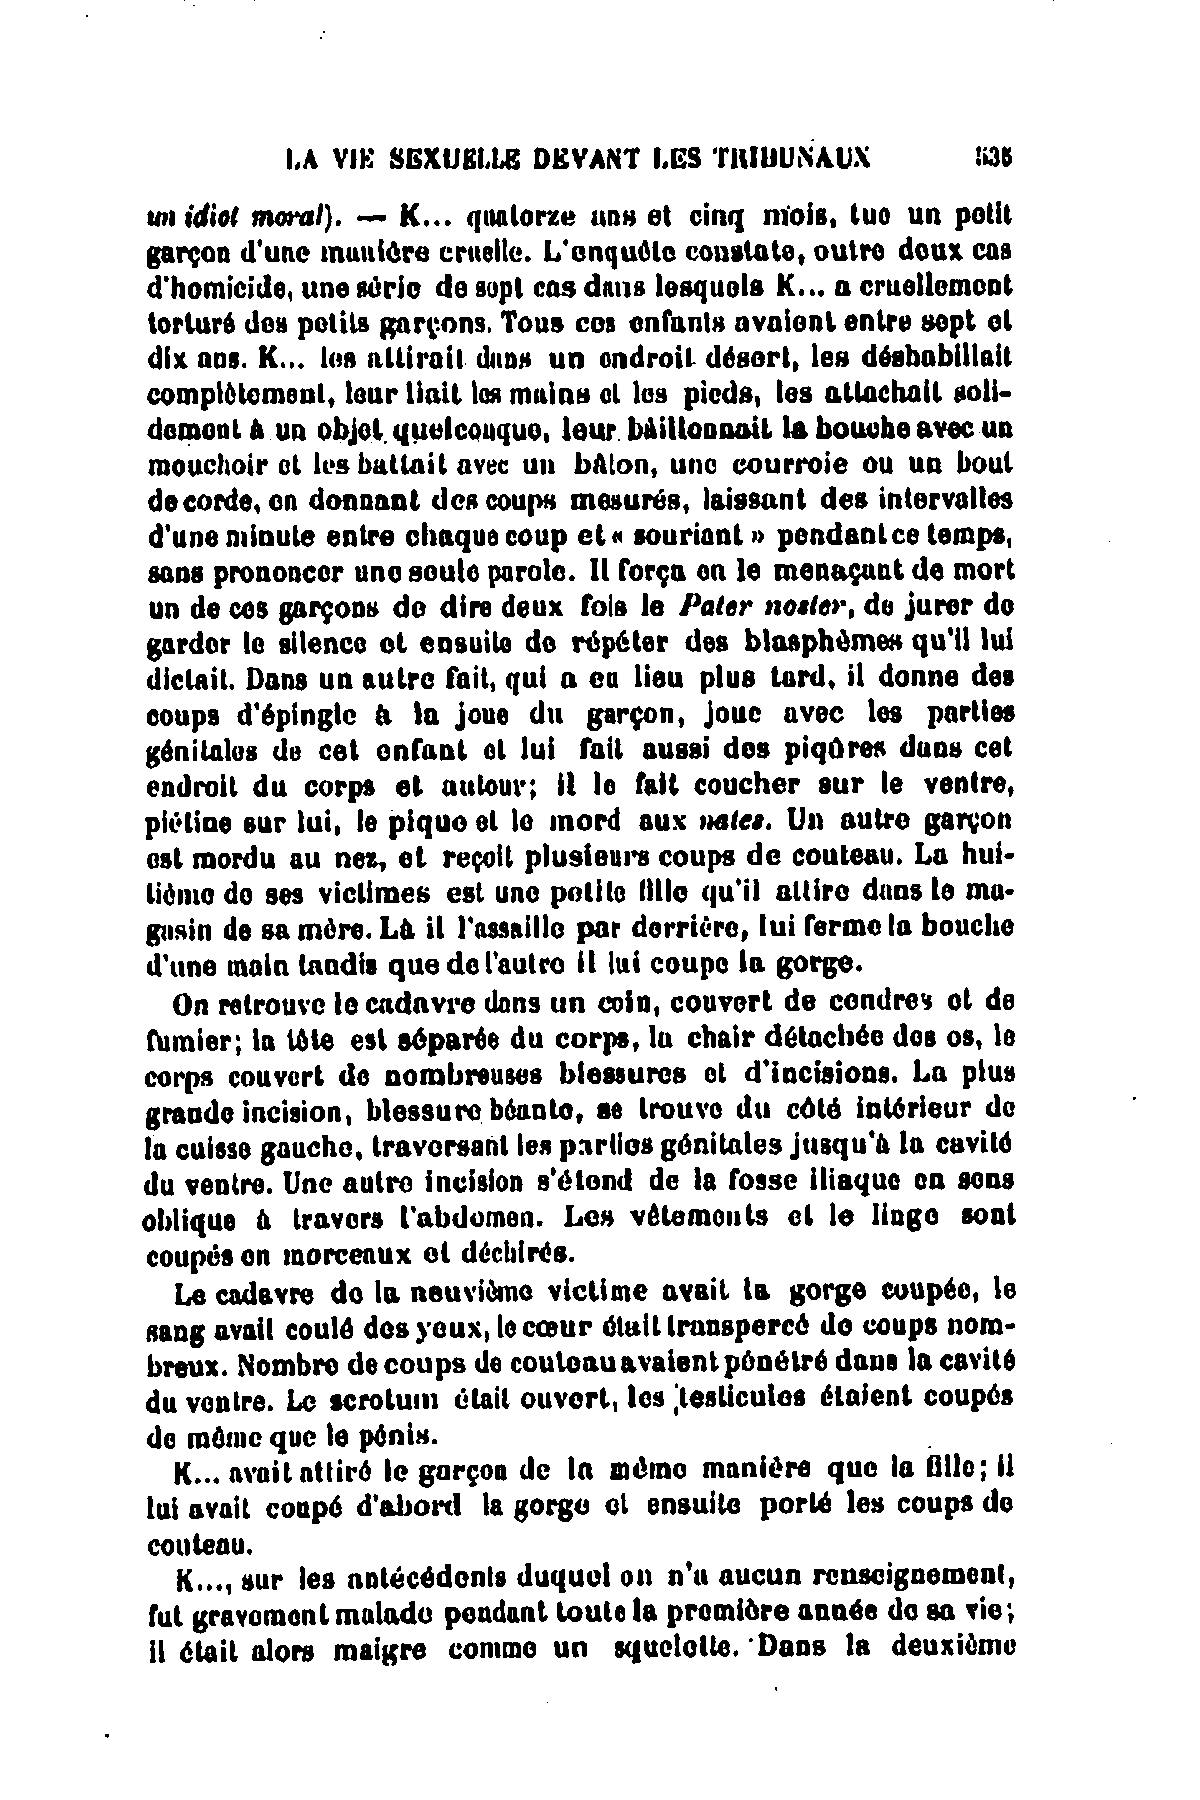 LA VIE SEXUELLE DEVANT LES TRIBUNAUX 535
un idiot moral). — K... quatorze ans et cinq mois, tue un petit
garçon d'une manière cruelle. L'enquête constate, outre deux cas
d'homicide, une série de sept cas dans lesquels K... a cruellement
torturé des petits garçons. Tous ces enfants avaient entre sept et
dix ans. K... les attirait dans un endroit désert, les déshabillait
complètement, leur liait les mains et les pieds, les attachait soli-
dement à un objet quelconque, leur bâillonnait la bouche avec un
mouchoir et les battait avec un bâton, une courroie ou un bout
de corde, en donnant des coups mesurés, laissant des intervalles
d'une minute entre chaque coup et « souriant » pendant ce temps,
sans prononcer une seule parole. Il força en le menaçant de mort
un de ces garçons de dire deux fois le Pater noster, de jurer de
garder le silence et ensuite de répéter des blasphèmes qu'il lui
dictait. Dans un autre fait, qui a eu lieu plus tard, il donne des
coups d'épingle à la joue du garçon, joue avec les parties
génitales de cet enfant et lui fait aussi des piqûres dans cet
endroit du corps et autour; il le fait coucher sur le ventre,
piétine sur lui, le pique et le mord aux nates. Un autre garçon
est mordu au nez, et reçoit plusieurs coups de couteau. La hui-
tième de ses victimes est une petite fille qu'il attire dans le ma-
gasin de sa mère. Là il l'assaille par derrière, lui ferme la bouche
d'une main tandis que de l'autre il lui coupe la gorge.
On retrouve le cadavre dans un coin, couvert de cendres et de
fumier; la tête est séparée du corps, la chair détachée des os, le
corps couvert de nombreuses blessures et d'incisions. La plus
grande incision, blessure béante, se trouve du côté intérieur de
la cuisse gauche, traversant les parties génitales jusqu'à la cavité
du ventre. Une autre incision s'étend de la fosse iliaque en sens
oblique à travers l'abdomen. Les vêtements et le linge sont
coupés en morceaux et déchirés.
Le cadavre de la neuvième victime avait la gorge coupée, le
sang avait coulé des yeux, le cœur était transpercé de coups nom-
breux. Nombre de coups de couteau avaient pénétré dans la cavité
du ventre. Le scrotum était ouvert, les testicules étaient coupés
de même que le pénis.
K... avait attiré le garçon de la même manière que la fille; il
lui avait coupé d'abord la gorge et ensuite porté les coups de
couteau.
K..., sur les antécédents duquel on n'a aucun renseignement,
fut gravement malade pendant toute la première année de sa vie;
il était alors maigre comme un squelette. Dans la deuxième